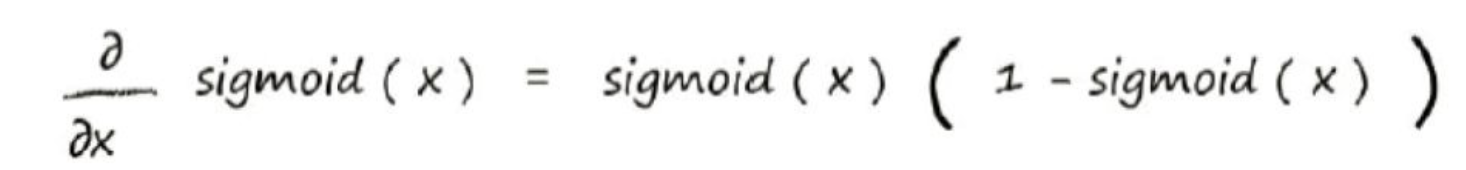 ∂
∂x
sigmoid ( x ) = sigmoid ( x ) ( 1 - sigmoid ( x ) )